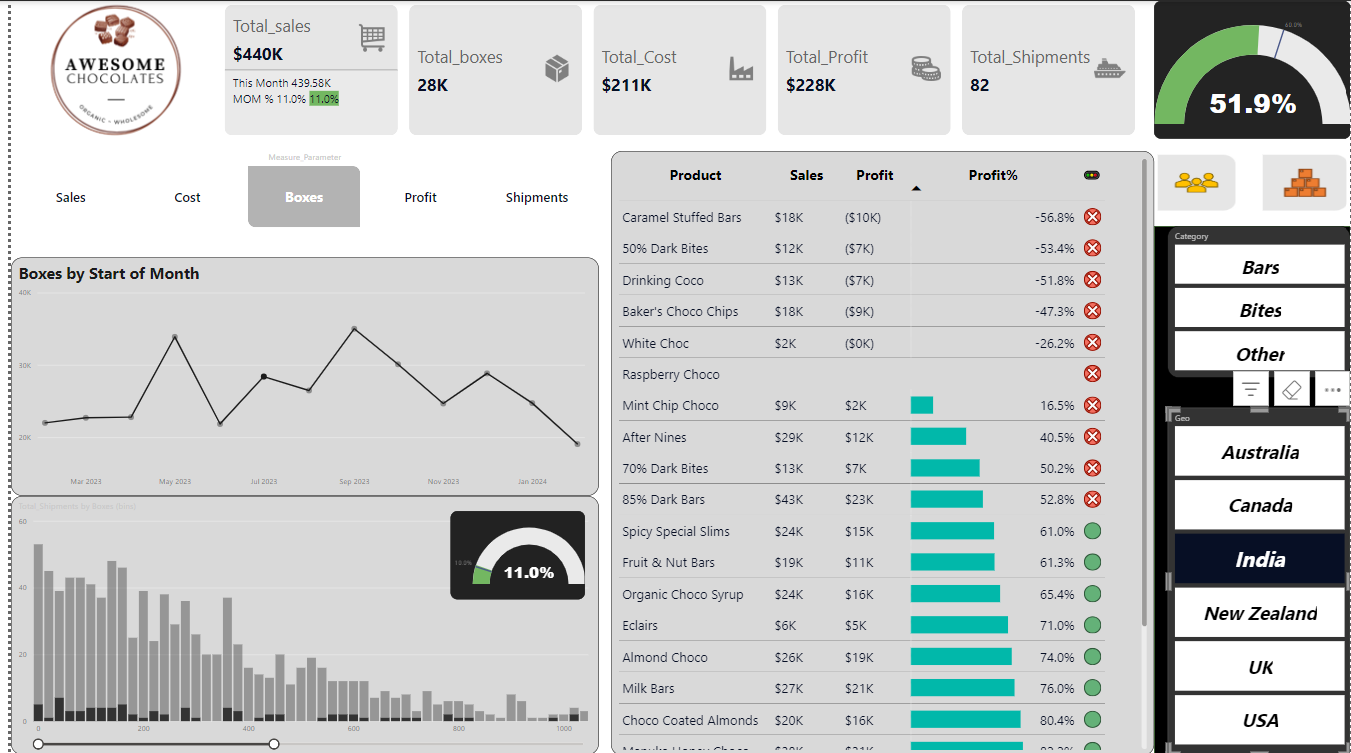 AWESOME
CHOCOLATES
ORGANIC - WHOLESOME
Total_sales
$440K
This Month 439.58K
MOM % 11.0% 11.0%
Total_boxes
28K
Total_Cost
$211K
Total_Profit
$228K
Total_Shipments
82
60.0%
51.9%
Measure_Parameter
Sales Cost Boxes Profit Shipments
Boxes by Start of Month
40K
30K
20K
Mar 2023 May 2023 Jul 2023 Sep 2023 Nov 2023 Jan 2024
Total_Shipments by Boxes (bins)
60
40
20
0
0 200 400 600 800 1000
10.0%
11.0%
Product Sales Profit Profit%
Caramel Stuffed Bars $18K ($10K) -56.8%
50% Dark Bites $12K ($7K) -53.4%
Drinking Coco $13K ($7K) -51.8%
Baker's Choco Chips $18K ($9K) -47.3%
White Choc $2K ($0K) -26.2%
Raspberry Choco
Mint Chip Choco $9K $2K 16.5%
After Nines $29K $12K 40.5%
70% Dark Bites $13K $7K 50.2%
85% Dark Bars $43K $23K 52.8%
Spicy Special Slims $24K $15K 61.0%
Fruit & Nut Bars $19K $11K 61.3%
Organic Choco Syrup $24K $16K 65.4%
Eclairs $6K $5K 71.0%
Almond Choco $26K $19K 74.0%
Milk Bars $27K $21K 76.0%
Choco Coated Almonds $20K $16K 80.4%
Category
Bars
Bites
Other
Geo
Australia
Canada
India
New Zealand
UK
USA